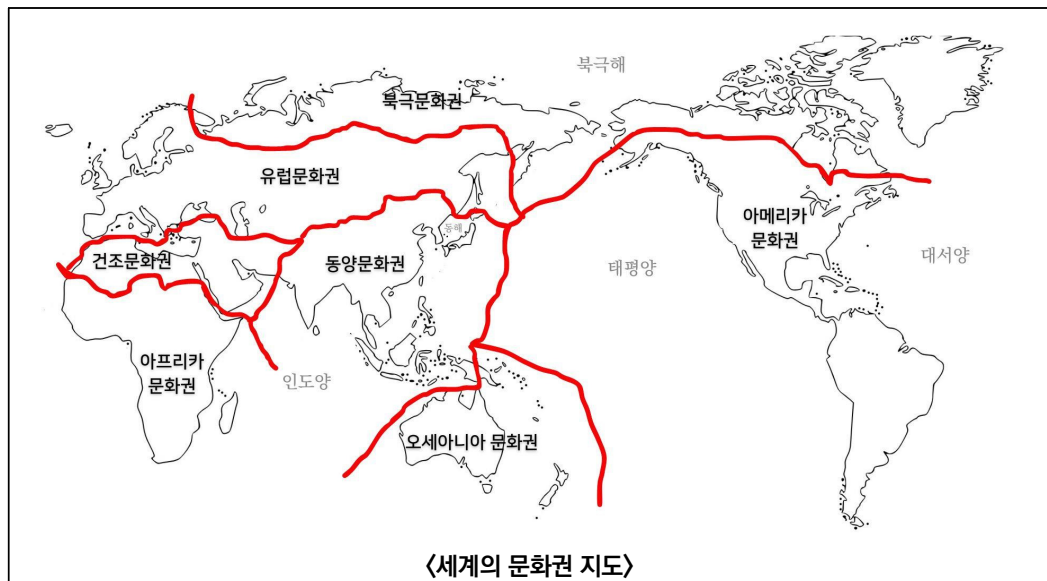 북극해
북극문화권
유럽문화권
아메리카
문화권
동해
건조문화권
동양문화권
태평양
대서양
아프리카
문화권
인도양
오세아니아 문화권
<세계의 문화권 지도>